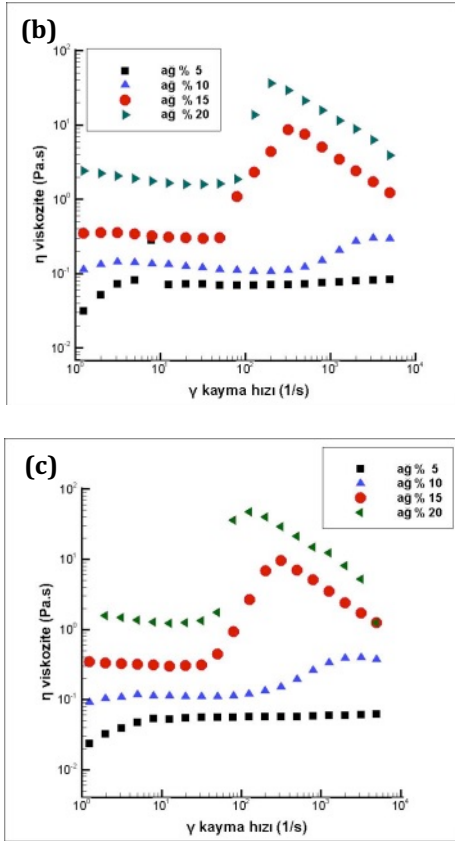 (b)
ağ % 5
ağ % 10
ağ % 15
ağ % 20
10²
10¹
10⁰
10⁻¹
10⁻²
η viskozite (Pa.s)
10⁰ 10¹ 10² 10³ 10⁴
γ kayma hızı (1/s)
(c)
ağ % 5
ağ % 10
ağ % 15
ağ % 20
10²
10¹
10⁰
10⁻¹
10⁻²
η viskozite (Pa.s)
10⁰ 10¹ 10² 10³ 10⁴
γ kayma hızı (1/s)